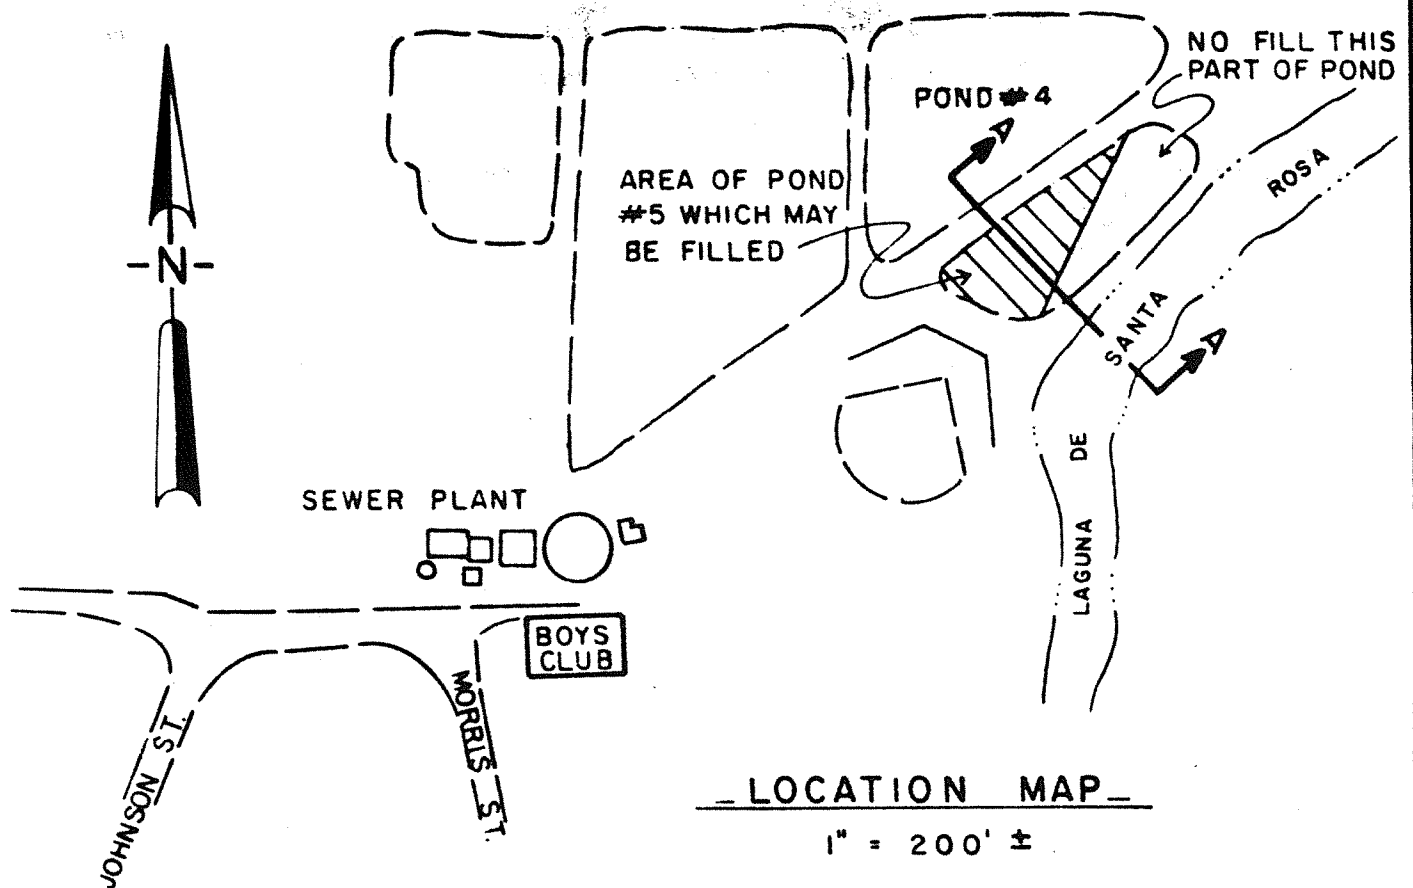 NO FILL THIS
PART OF POND
POND #4
A
ROSA
AREA OF POND
#5 WHICH MAY
BE FILLED
N
SANTA
A
DE
LAGUNA
SEWER PLANT
BOYS
CLUB
MORRIS ST.
JOHNSON ST.
LOCATION MAP
1" = 200' ±